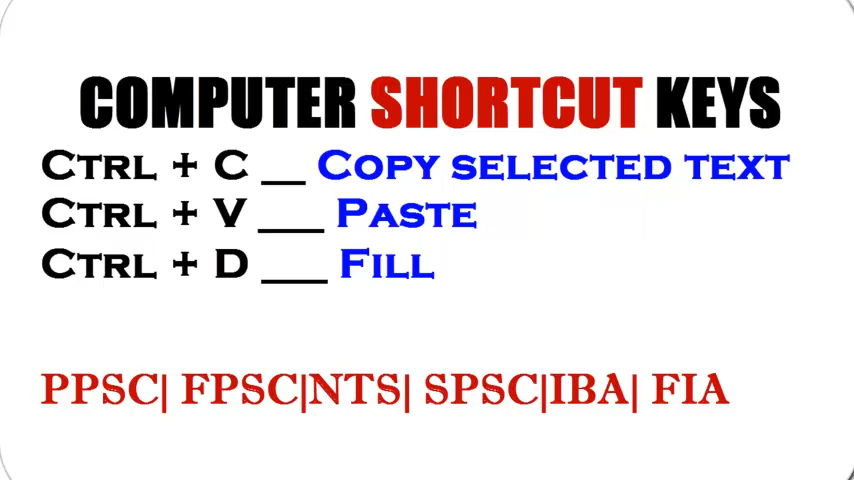 COMPUTER SHORTCUT KEYS
Ctrl + C __ Copy selected text
Ctrl + V ___ Paste
Ctrl + D ___ Fill
PPSC| FPSC|NTS| SPSC|IBA| FIA